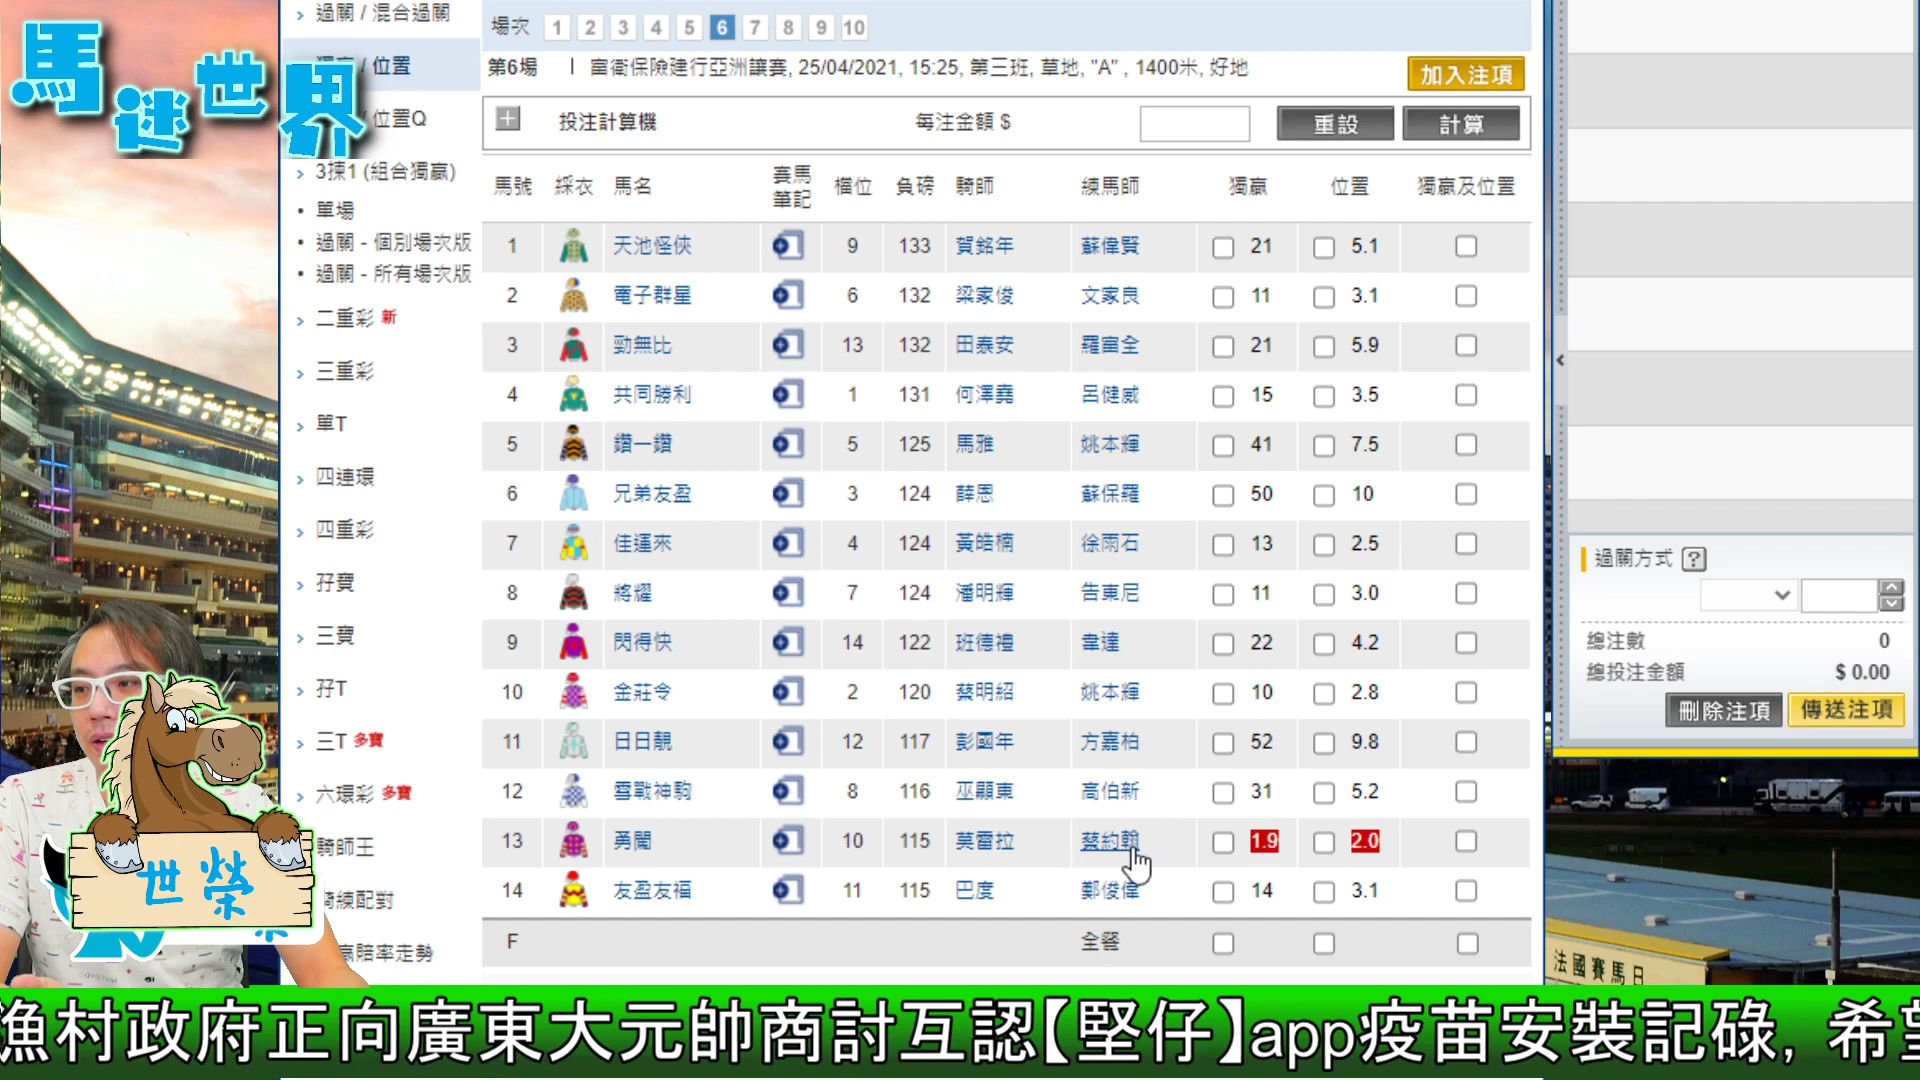 馬迷世界
過關 / 混合過關
獨贏 / 位置
/ 位置Q
3揀1 (組合獨贏)
單場
過關 - 個別場次版
過關 - 所有場次版
二重彩 新
三重彩
單T
四連環
四重彩
孖寶
三寶
孖T
三T 多寶
六環彩 多寶
騎師王
騎練配對
贏賠率走勢
世榮
場次 1 2 3 4 5 6 7 8 9 10
第6場 | 富衛保險建行亞洲讓賽, 25/04/2021, 15:25, 第三班, 草地, "A" , 1400米, 好地
加入注項
投注計算機 每注金額 $ 重設 計算
馬號 綵衣 馬名 賽馬筆記 檔位 負磅 騎師 練馬師 獨贏 位置 獨贏及位置
1 天池怪俠 9 133 賀銘年 蘇偉賢 21 5.1
2 電子群星 6 132 梁家俊 文家良 11 3.1
3 勁無比 13 132 田泰安 羅富全 21 5.9
4 共同勝利 1 131 何澤堯 呂健威 15 3.5
5 鑽一鑽 5 125 馬雅 姚本輝 41 7.5
6 兄弟友盈 3 124 薛恩 蘇保羅 50 10
7 佳運來 4 124 黃皓楠 徐雨石 13 2.5
8 將耀 7 124 潘明輝 告東尼 11 3.0
9 閃得快 14 122 班德禮 韋達 22 4.2
10 金莊令 2 120 蔡明紹 姚本輝 10 2.8
11 日日靚 12 117 彭國年 方嘉柏 52 9.8
12 雪戰神駒 8 116 巫顯東 高伯新 31 5.2
13 勇闖 10 115 莫雷拉 蔡約翰 1.9 2.0
14 友盈友福 11 115 巴度 鄭俊偉 14 3.1
F 全餐
過關方式 ?
總注數 0
總投注金額 $ 0.00
刪除注項 傳送注項
法國賽馬日
漁村政府正向廣東大元帥商討互認【堅仔】app疫苗安裝記碌, 希望